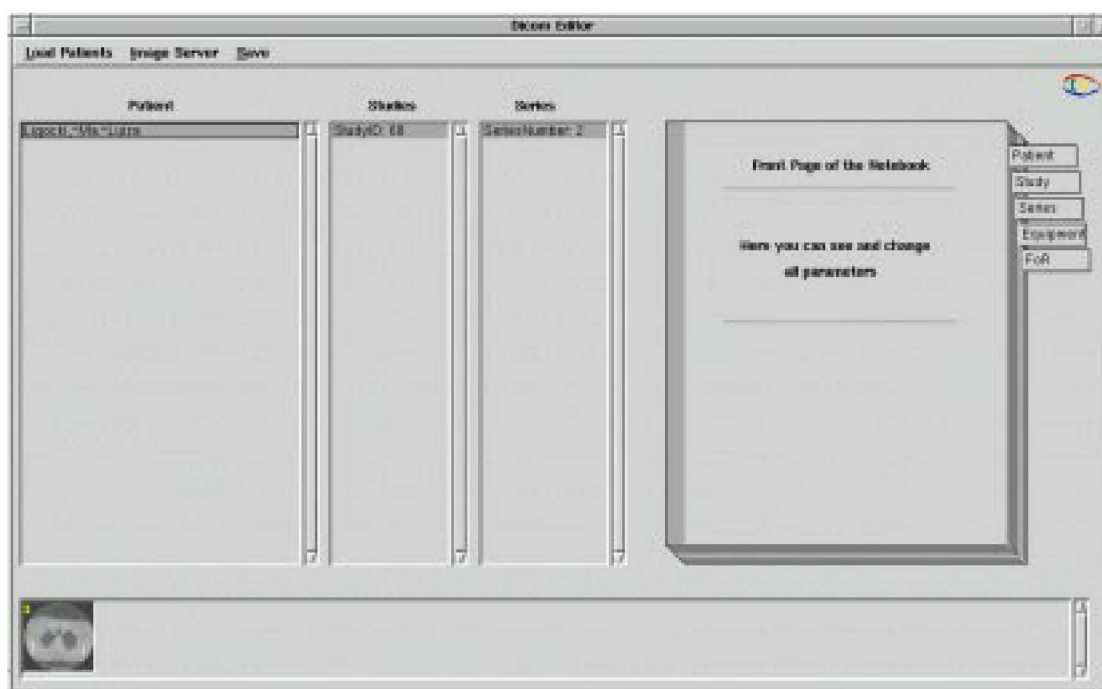 Dicom Editor
Load Patients Image Server Save
Patient Studies Series
StudyID: 68 SeriesNumber: 2
Front Page of the Notebook
Here you can see and change
all parameters
Patient
Study
Series
Equipment
FoR